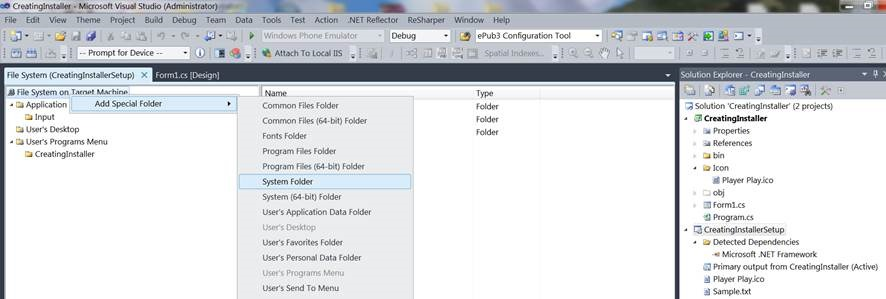 CreatingInstaller - Microsoft Visual Studio (Administrator)
File Edit View Theme Project Build Debug Team Data Tools Test Action .NET Reflector ReSharper Window Help
Windows Phone Emulator Debug ePub3 Configuration Tool
-- Prompt for Device -- Attach To Local IIS Spatial Indexes...
File System (CreatingInstallerSetup) Form1.cs [Design]
File System on Target Machine
Application
Input
User's Desktop
User's Programs Menu
CreatingInstaller
Add Special Folder
Common Files Folder
Common Files (64-bit) Folder
Fonts Folder
Program Files Folder
Program Files (64-bit) Folder
System Folder
System (64-bit) Folder
User's Application Data Folder
User's Desktop
User's Favorites Folder
User's Personal Data Folder
User's Programs Menu
User's Send To Menu
Name Type
Folder
Folder
Folder
Solution Explorer - CreatingInstaller
Solution 'CreatingInstaller' (2 projects)
CreatingInstaller
Properties
References
bin
Icon
Player Play.ico
obj
Form1.cs
Program.cs
CreatingInstallerSetup
Detected Dependencies
Microsoft .NET Framework
Primary output from CreatingInstaller (Active)
Player Play.ico
Sample.txt